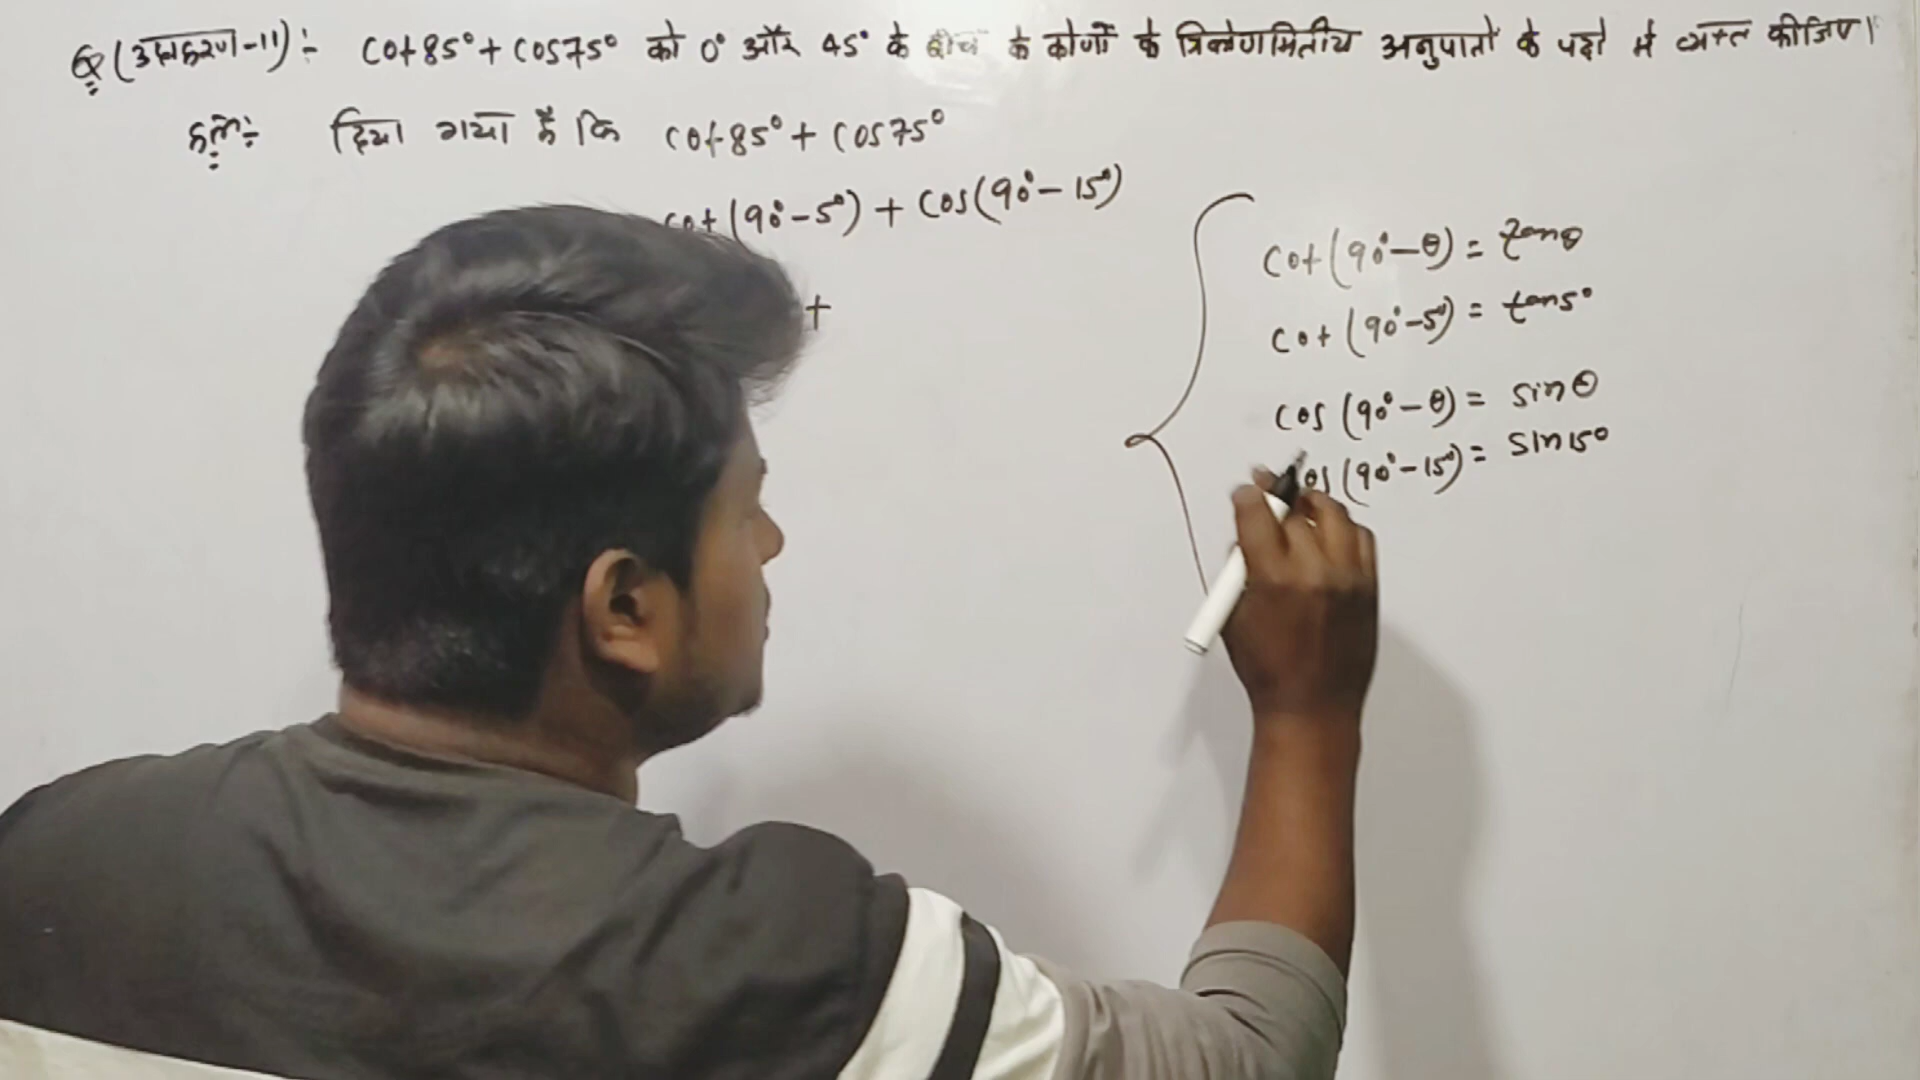 Q (उदाहरण-11):- cot85° + cos75° को 0° और 45° के बीच के कोणों के त्रिकोणमितीय अनुपातों के पदों में व्यक्त कीजिए।
हल:- दिया गया है कि cot85° + cos75°
cot(90°-5°) + cos(90°-15°)
+
cot(90°-θ) = tanθ
cot(90°-5°) = tan5°
cos(90°-θ) = sinθ
cos(90°-15°) = sin15°